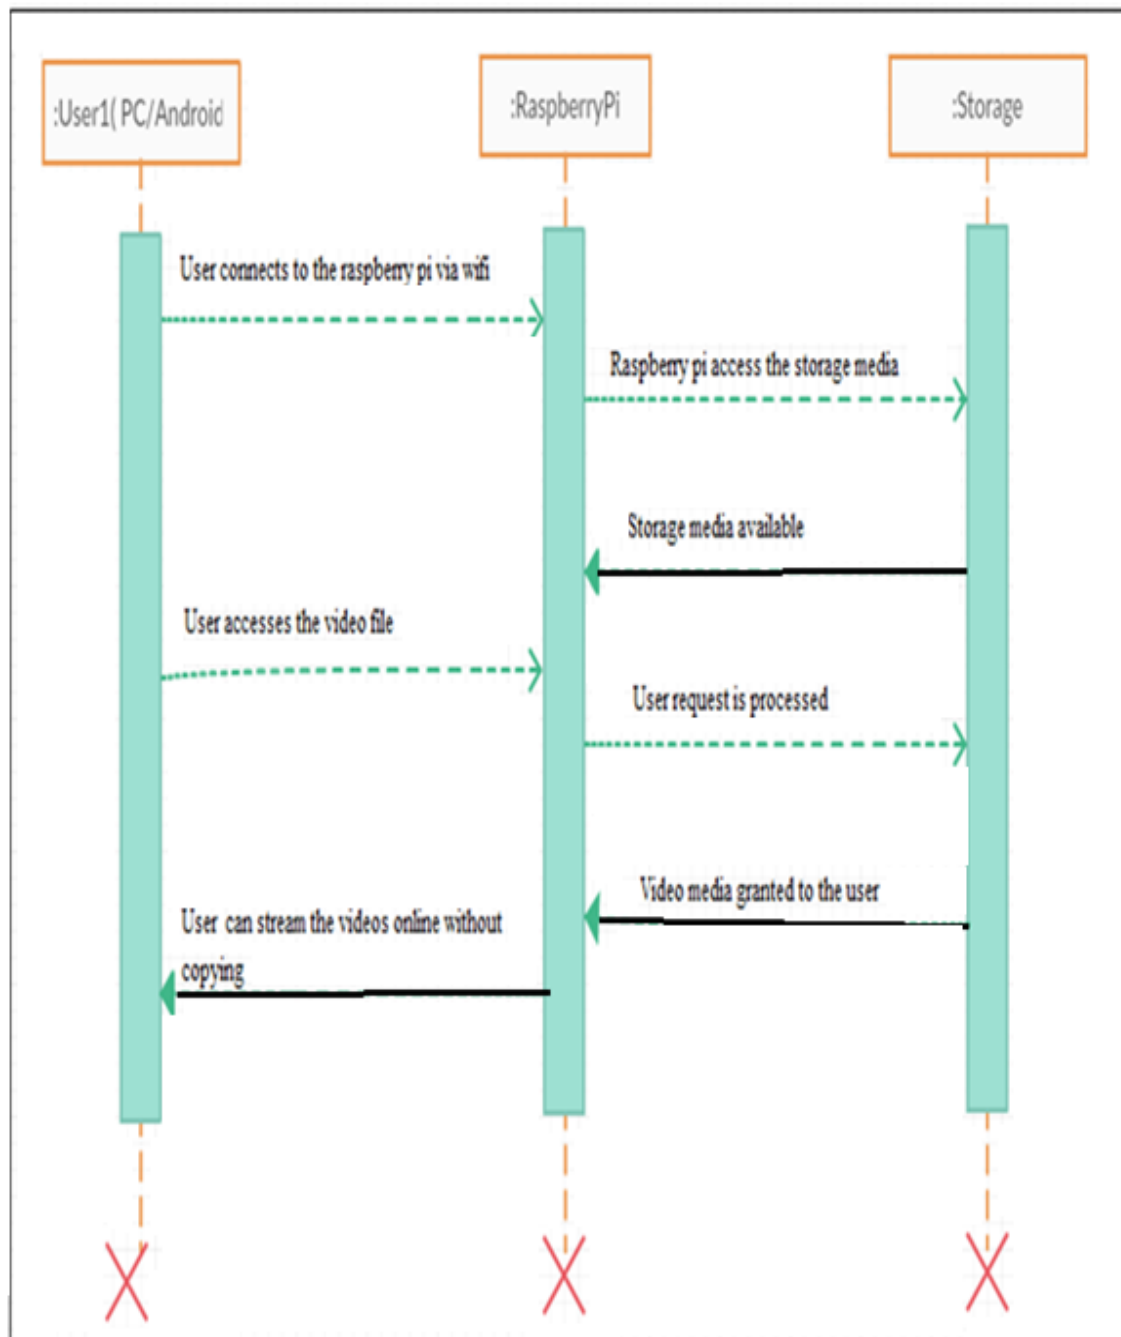 :User1( PC/Android
:RaspberryPi
:Storage
User connects to the raspberry pi via wifi
Raspberry pi access the storage media
Storage media available
User accesses the video file
User request is processed
Video media granted to the user
User can stream the videos online without
copying